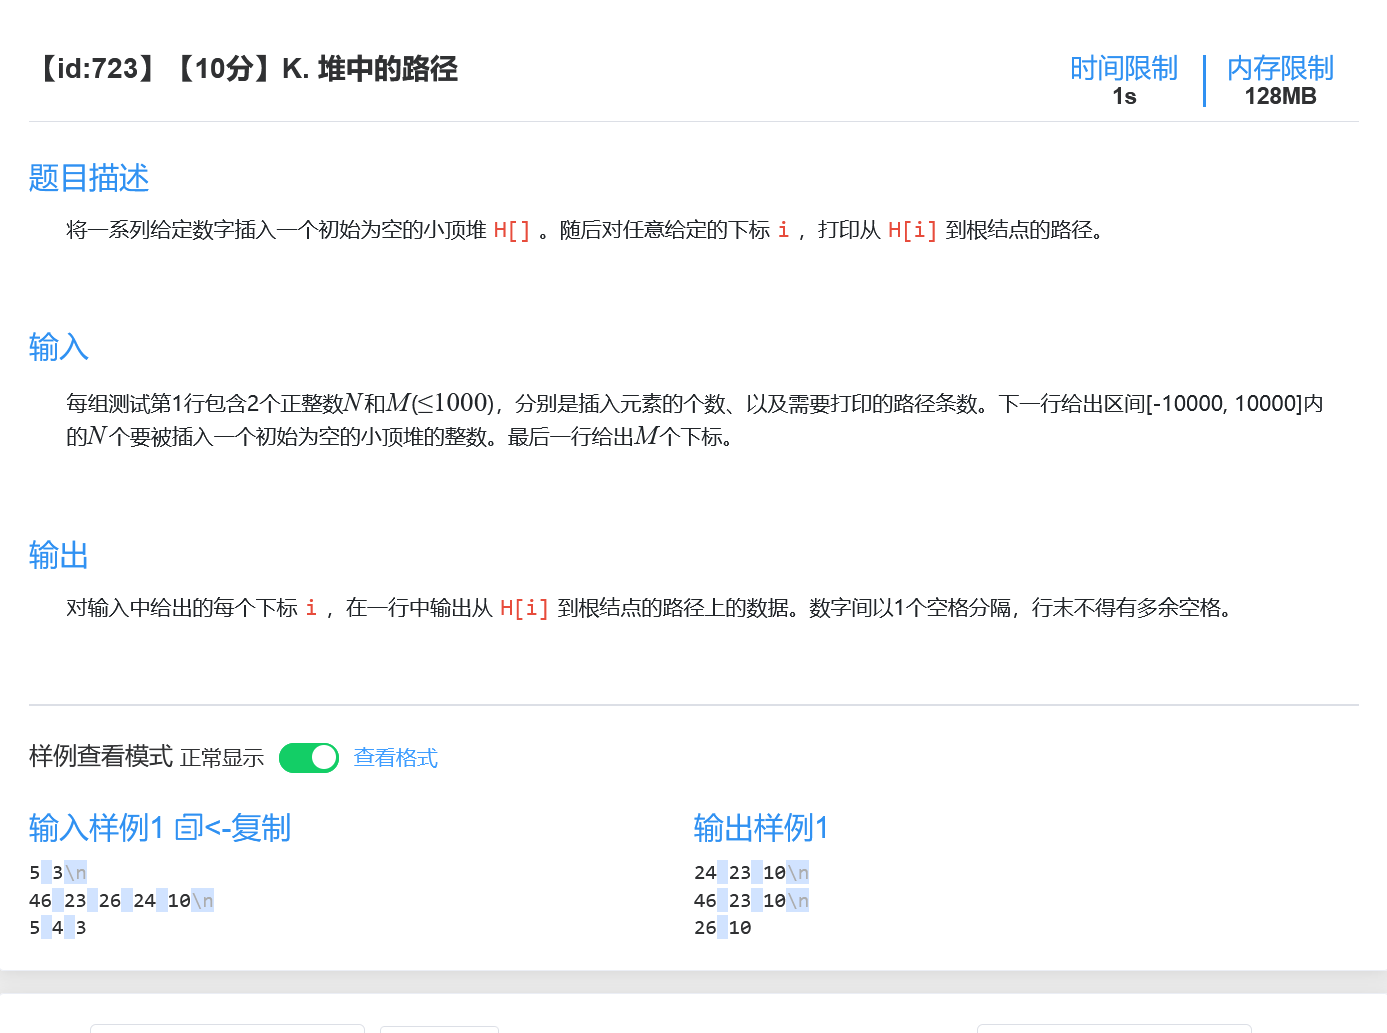 【id:723】【10分】K. 堆中的路径
时间限制
1s
内存限制
128MB
题目描述
将一系列给定数字插入一个初始为空的小顶堆 H[] 。随后对任意给定的下标 i ，打印从 H[i] 到根结点的路径。
输入
每组测试第1行包含2个正整数N和M(≤1000)，分别是插入元素的个数、以及需要打印的路径条数。下一行给出区间[-10000, 10000]内
的N个要被插入一个初始为空的小顶堆的整数。最后一行给出M个下标。
输出
对输入中给出的每个下标 i ，在一行中输出从 H[i] 到根结点的路径上的数据。数字间以1个空格分隔，行末不得有多余空格。
样例查看模式 正常显示 查看格式
输入样例1 <-复制
5 3\n
46 23 26 24 10\n
5 4 3
输出样例1
24 23 10\n
46 23 10\n
26 10